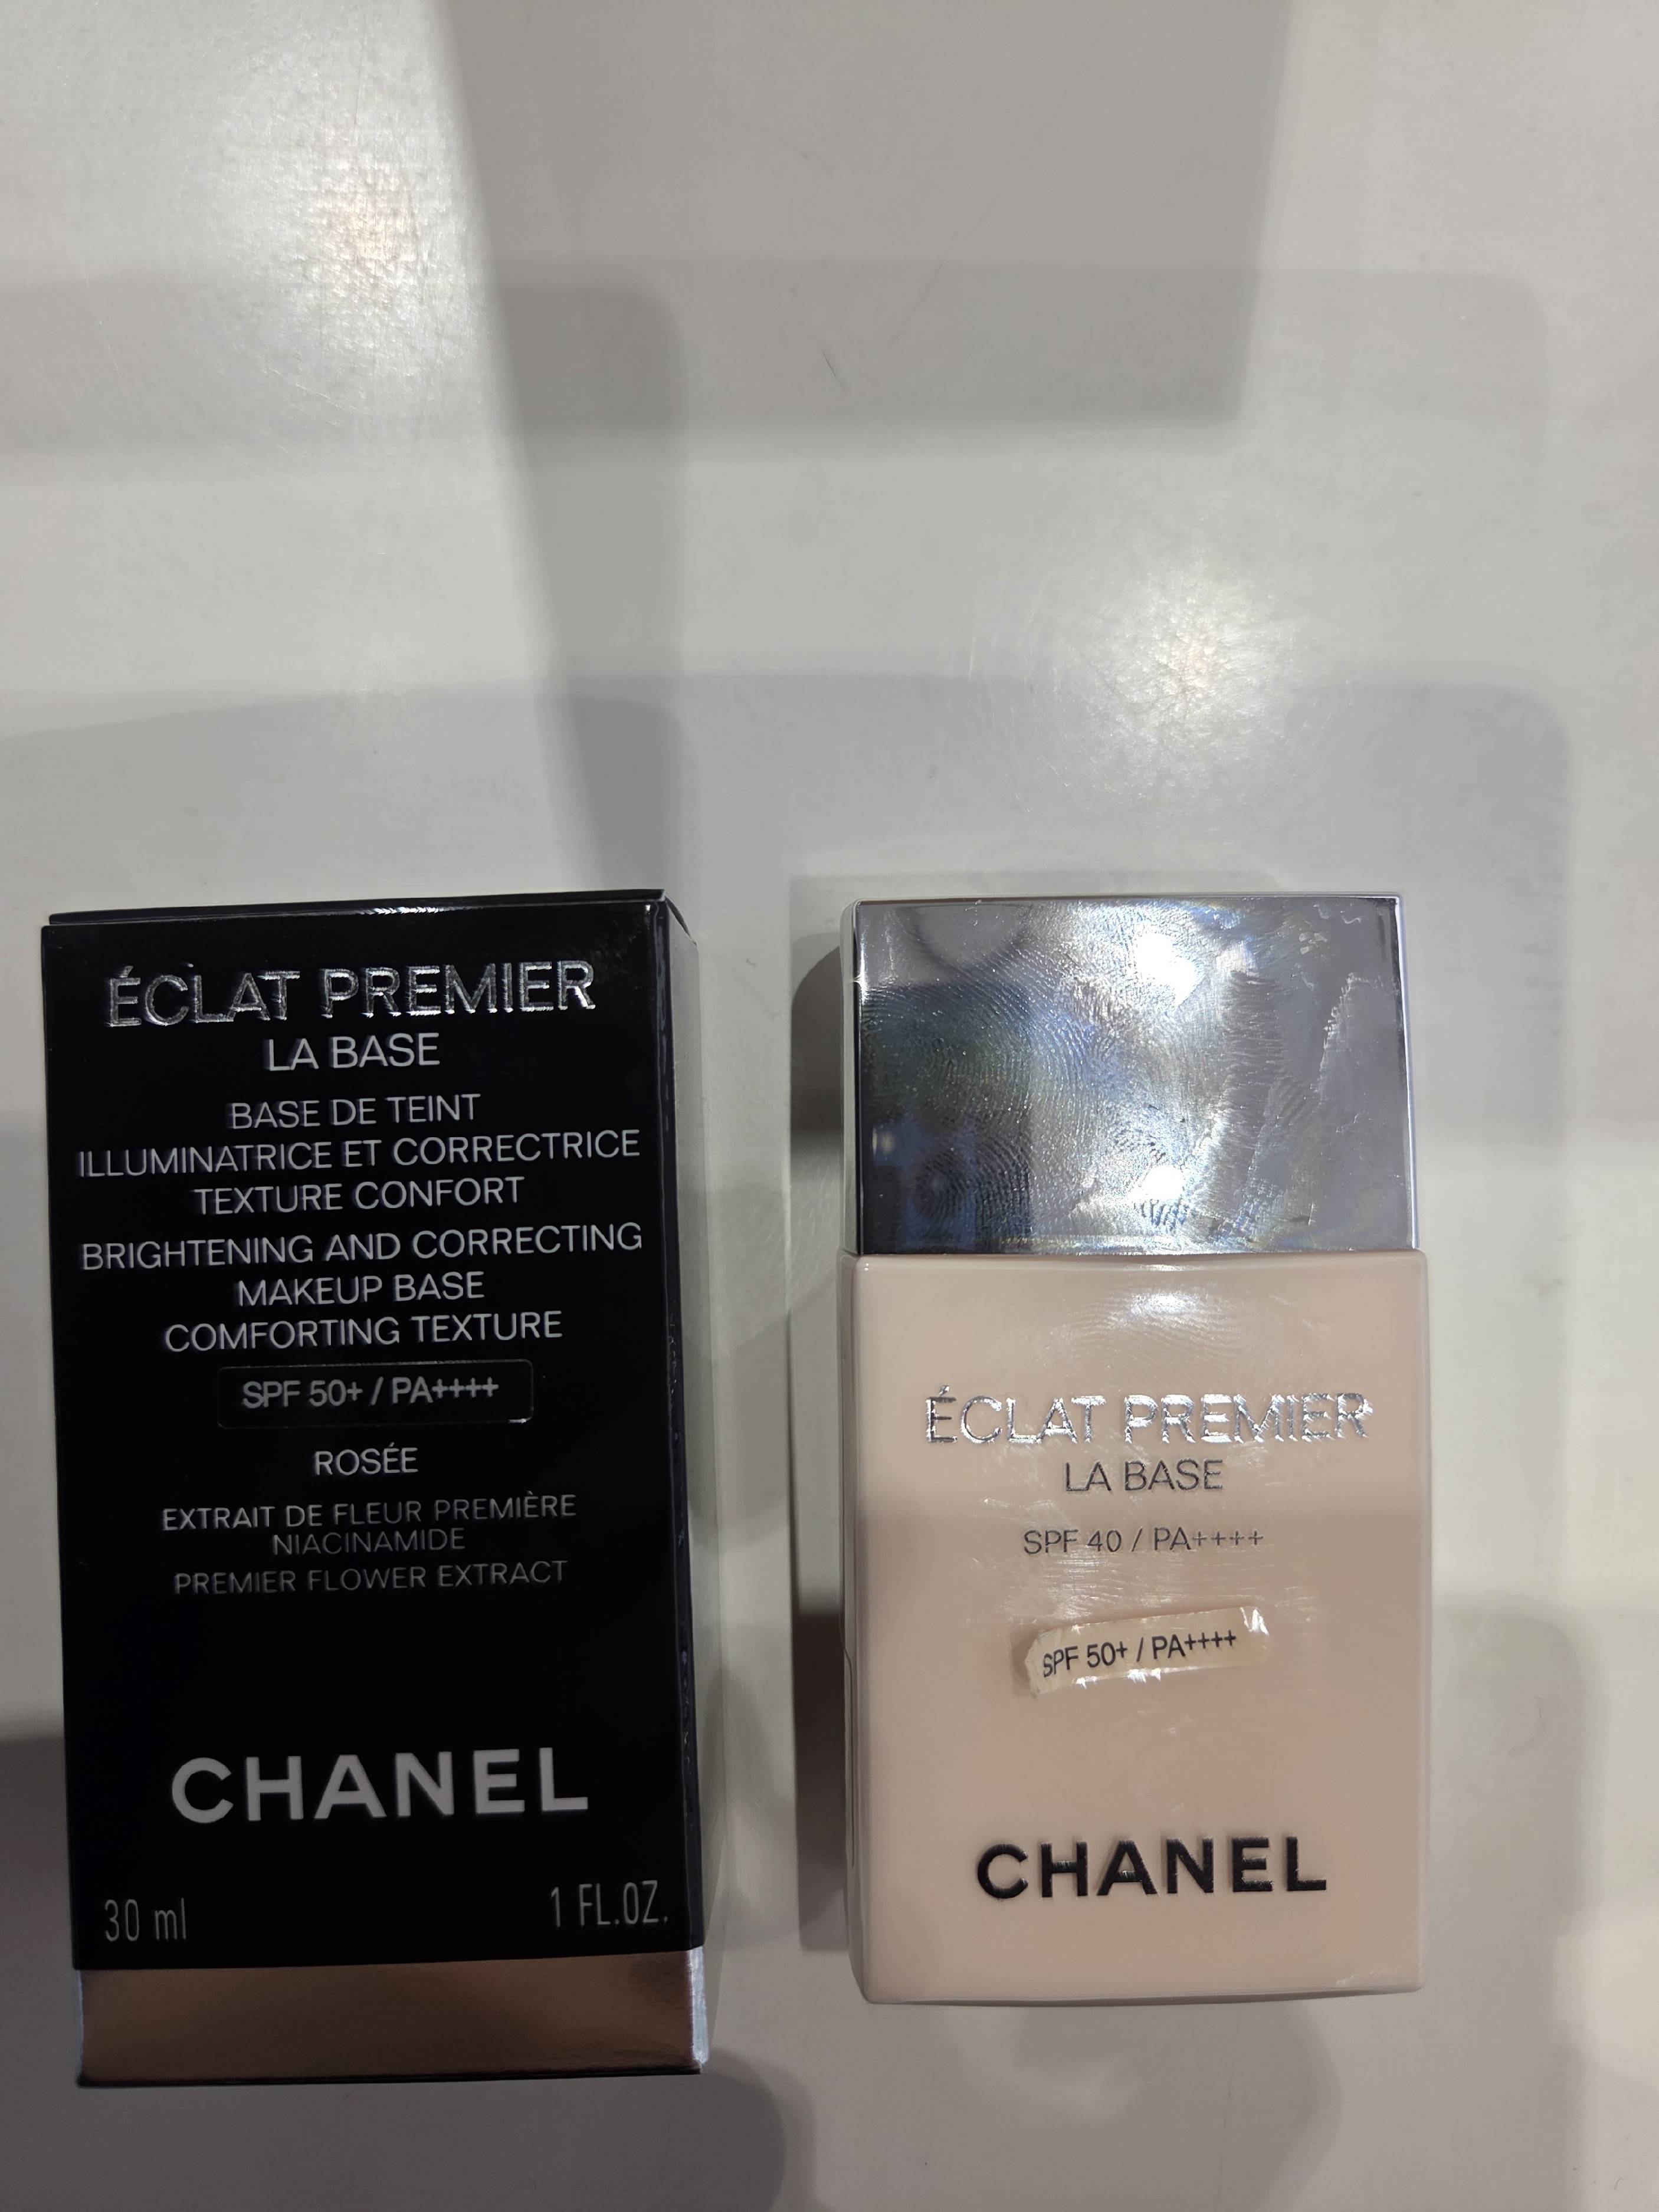 ÉCLAT PREMIER
LA BASE
BASE DE TEINT
ILLUMINATRICE ET CORRECTRICE
TEXTURE CONFORT
BRIGHTENING AND CORRECTING
MAKEUP BASE
COMFORTING TEXTURE
SPF 50+ / PA++++
ROSÉE
EXTRAIT DE FLEUR PREMIÈRE
NIACINAMIDE
PREMIER FLOWER EXTRACT
CHANEL
30 ml
1 FL.OZ.
ÉCLAT PREMIER
LA BASE
SPF 40 / PA++++
SPF 50+ / PA++++
CHANEL